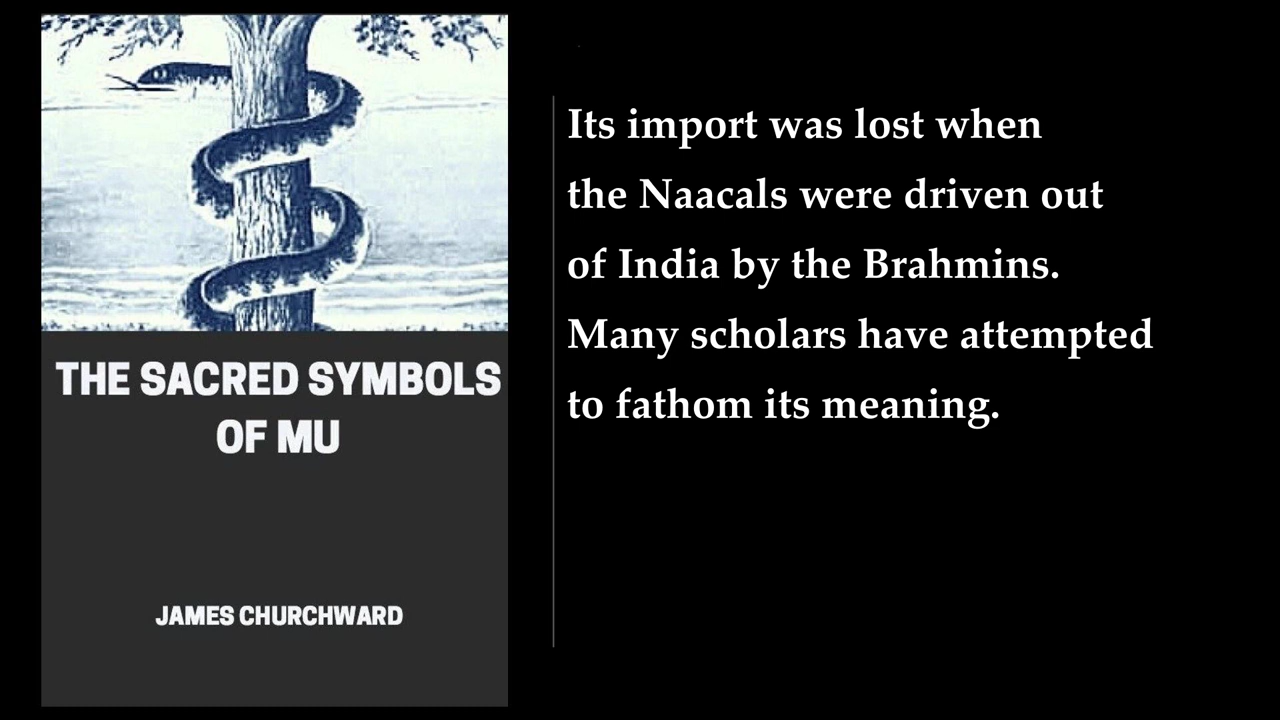 THE SACRED SYMBOLS
OF MU
JAMES CHURCHWARD
Its import was lost when
the Naacals were driven out
of India by the Brahmins.
Many scholars have attempted
to fathom its meaning.